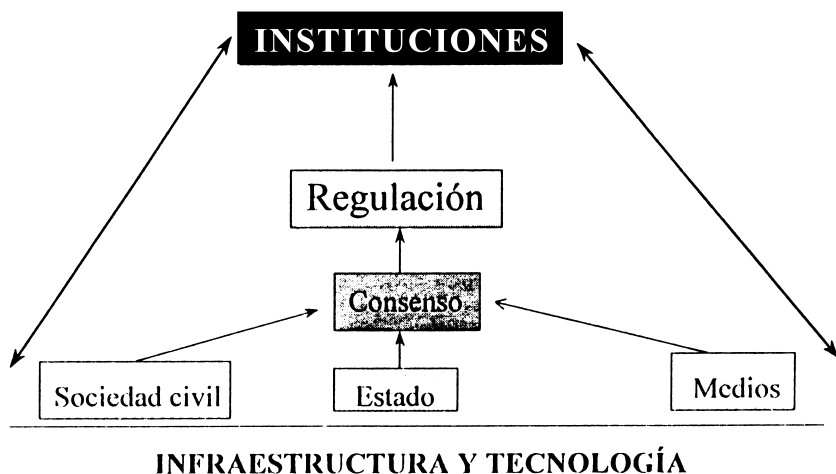 INSTITUCIONES
Regulación
Consenso
Sociedad civil
Estado
Medios
INFRAESTRUCTURA Y TECNOLOGÍA